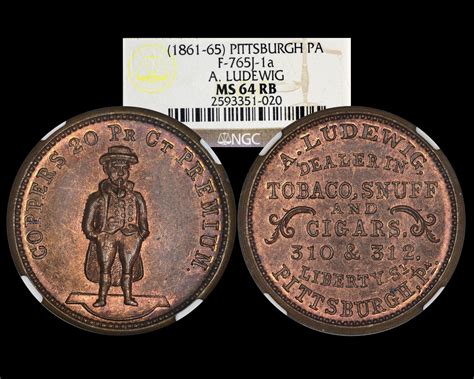 (1861-65) PITTSBURGH PA
F-765J-1a
A. LUDEWIG
MS 64 RB
2593351-020
NGC
COPPERS 20 PR CT PREMIUM.
A. LUDEWIG,
DEALER IN
TOBACO, SNUFF
AND
CIGARS,
310 & 312,
LIBERTY St.
PITTSBURGH, Pa.